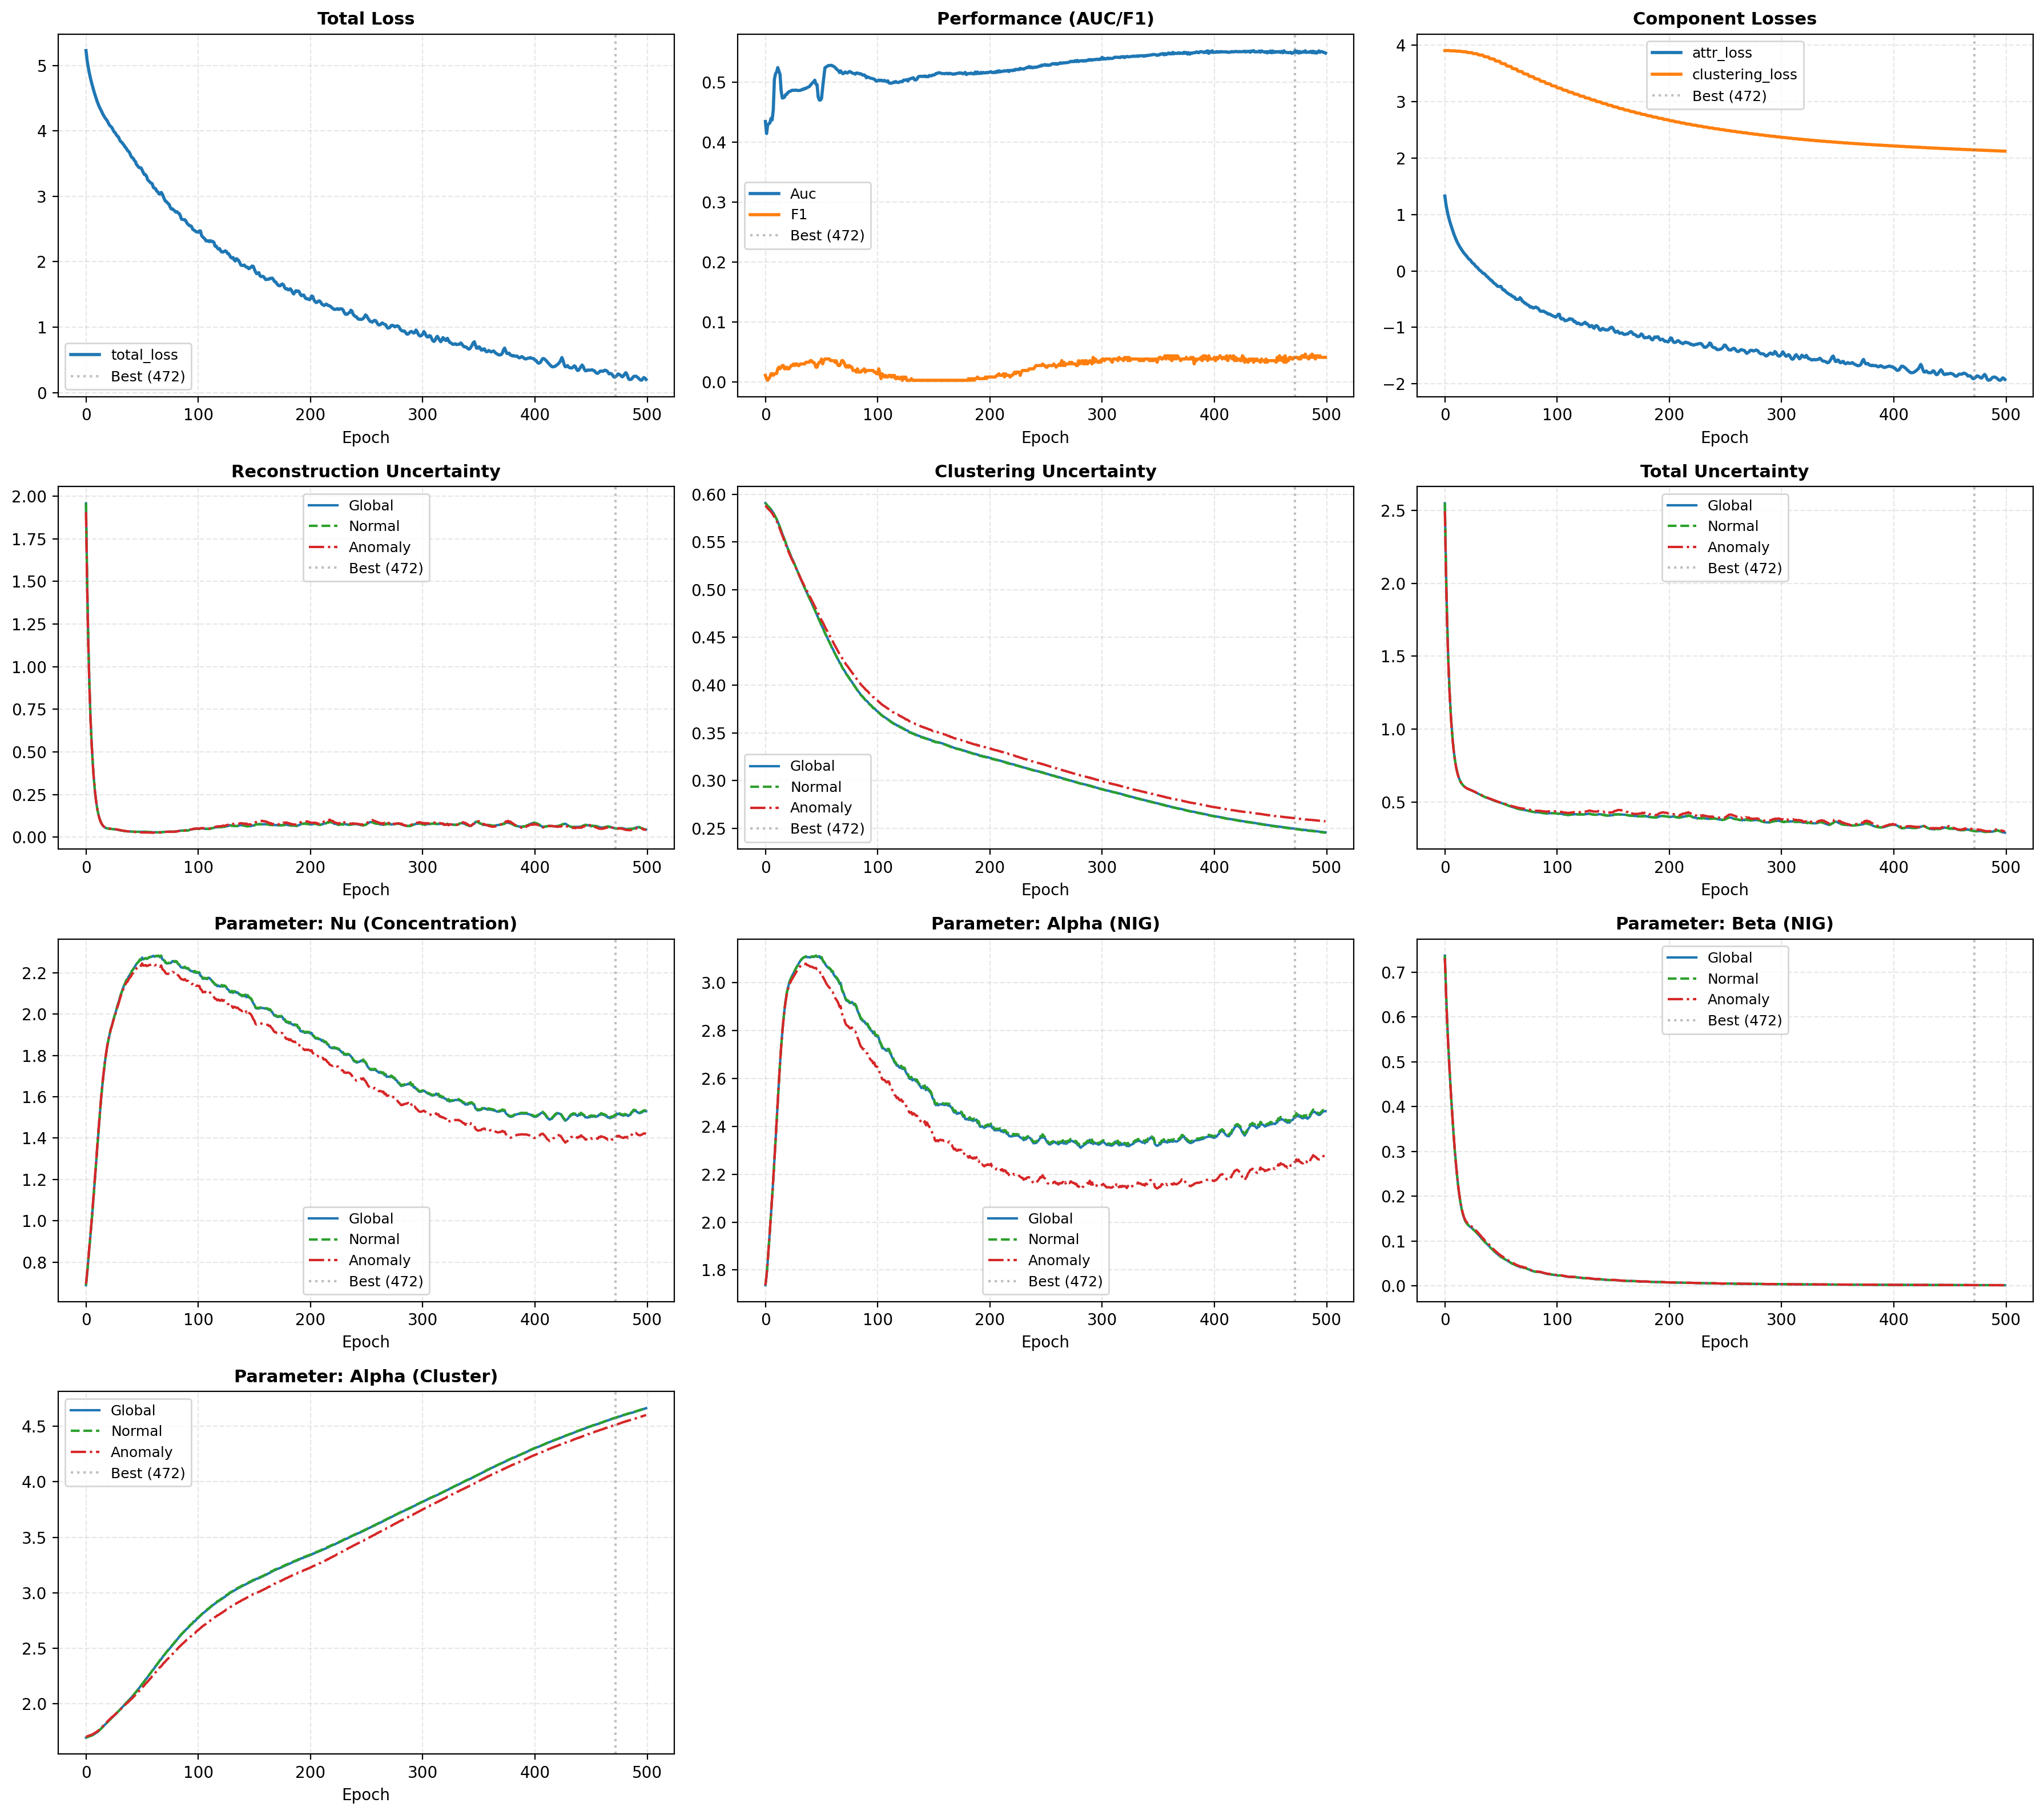 Total Loss
5
4
3
2
1
0
total_loss
Best (472)
0 100 200 300 400 500
Epoch
Performance (AUC/F1)
0.5
0.4
0.3
0.2
0.1
0.0
Auc
F1
Best (472)
0 100 200 300 400 500
Epoch
Component Losses
4
3
2
1
0
−1
−2
attr_loss
clustering_loss
Best (472)
0 100 200 300 400 500
Epoch
Reconstruction Uncertainty
2.00
1.75
1.50
1.25
1.00
0.75
0.50
0.25
0.00
Global
Normal
Anomaly
Best (472)
0 100 200 300 400 500
Epoch
Clustering Uncertainty
0.60
0.55
0.50
0.45
0.40
0.35
0.30
0.25
Global
Normal
Anomaly
Best (472)
0 100 200 300 400 500
Epoch
Total Uncertainty
2.5
2.0
1.5
1.0
0.5
Global
Normal
Anomaly
Best (472)
0 100 200 300 400 500
Epoch
Parameter: Nu (Concentration)
2.2
2.0
1.8
1.6
1.4
1.2
1.0
0.8
Global
Normal
Anomaly
Best (472)
0 100 200 300 400 500
Epoch
Parameter: Alpha (NIG)
3.0
2.8
2.6
2.4
2.2
2.0
1.8
Global
Normal
Anomaly
Best (472)
0 100 200 300 400 500
Epoch
Parameter: Beta (NIG)
0.7
0.6
0.5
0.4
0.3
0.2
0.1
0.0
Global
Normal
Anomaly
Best (472)
0 100 200 300 400 500
Epoch
Parameter: Alpha (Cluster)
4.5
4.0
3.5
3.0
2.5
2.0
Global
Normal
Anomaly
Best (472)
0 100 200 300 400 500
Epoch